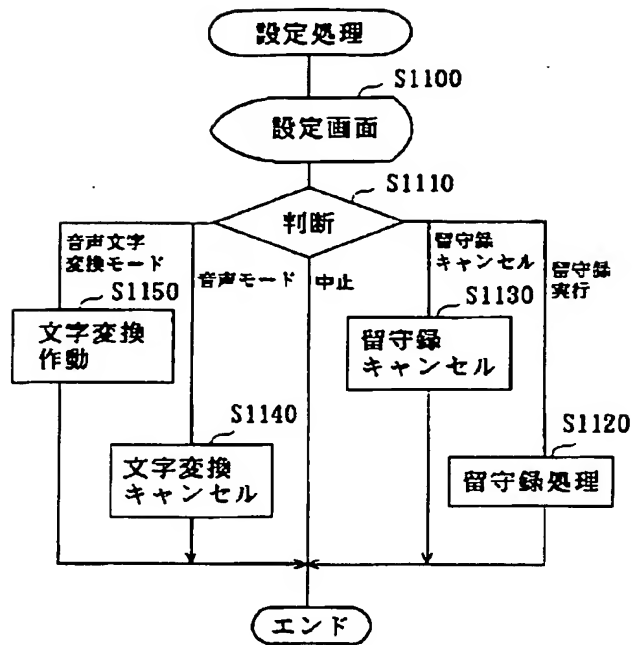 設定処理
S1100
設定画面
S1110
判断
音声文字
変換モード
音声モード
中止
留守録
キャンセル
留守録
実行
S1150
文字変換
作動
S1130
留守録
キャンセル
S1140
文字変換
キャンセル
S1120
留守録処理
エンド